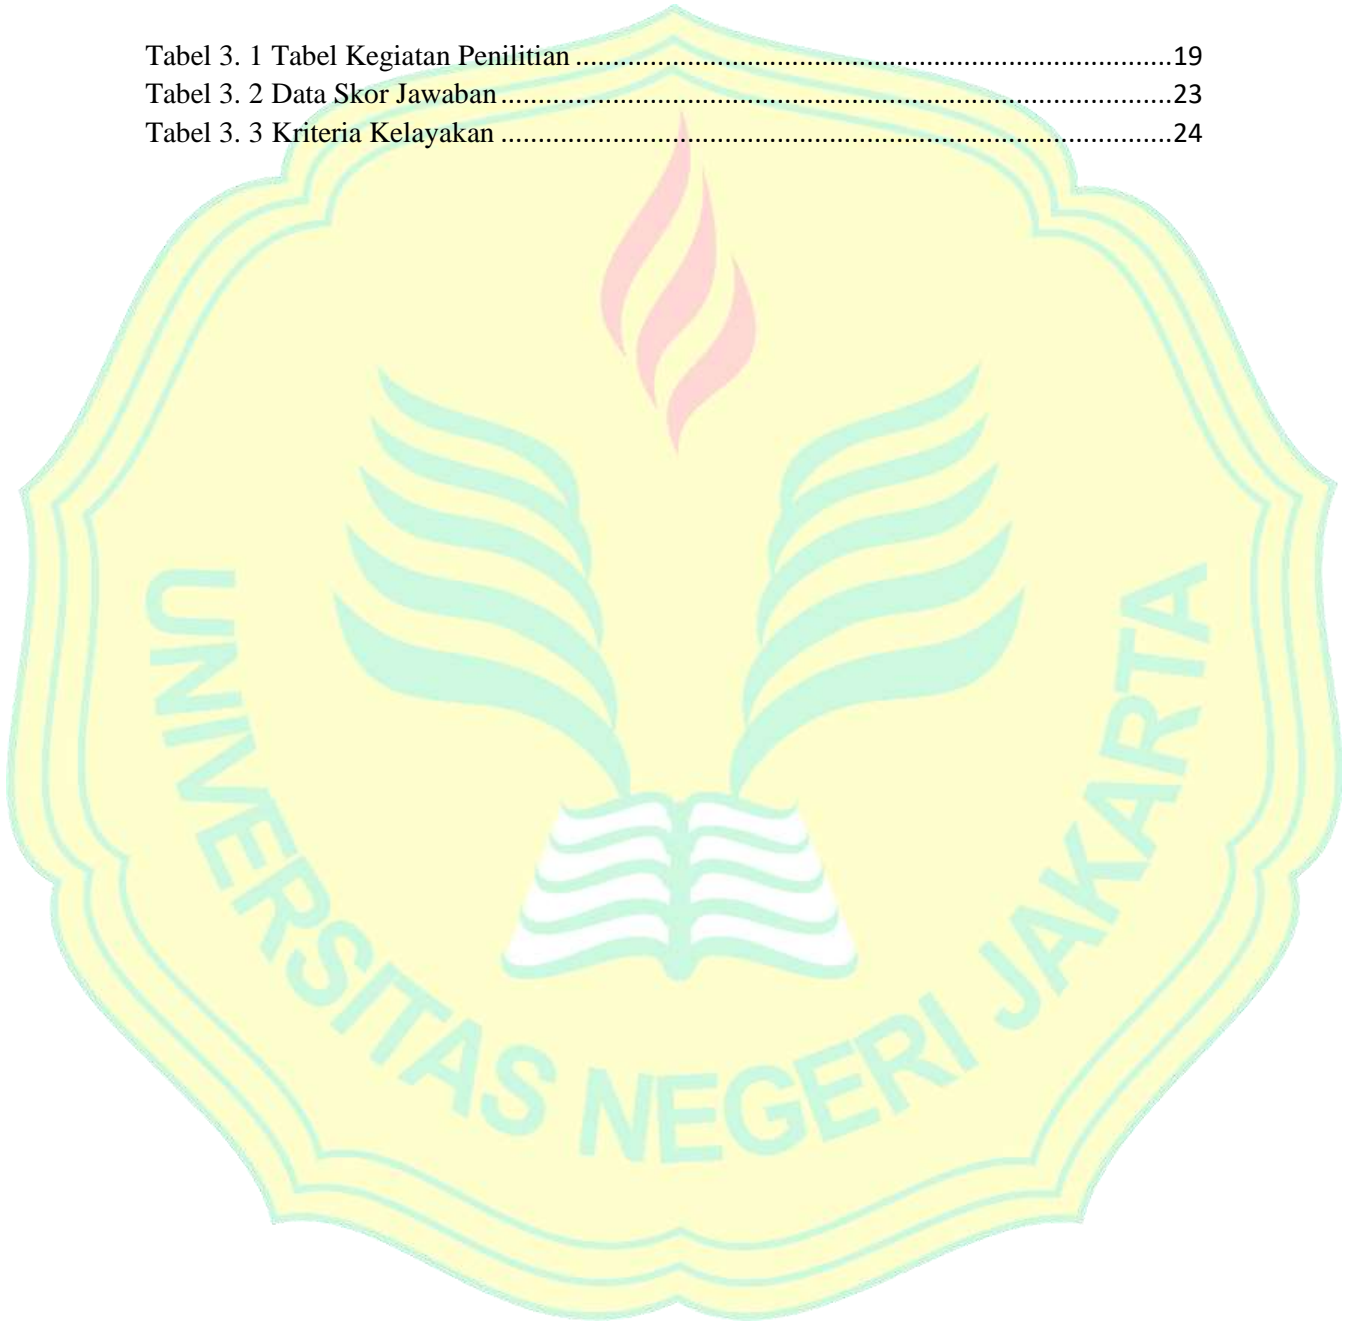 Tabel 3. 1 Tabel Kegiatan Penilitian ................................................................................19
Tabel 3. 2 Data Skor Jawaban ..........................................................................................23
Tabel 3. 3 Kriteria Kelayakan ..........................................................................................24
UNIVERSITAS NEGERI JAKARTA